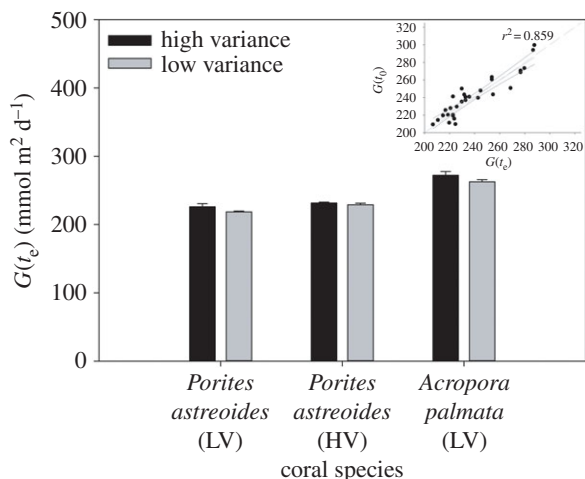 500
400
300
200
100
0
G(tₑ) (mmol m² d⁻¹)
high variance
low variance
r² = 0.859
320
300
280
260
240
220
200
G(t₀)
200 220 240 260 280 300 320
G(tₑ)
Porites Porites Acropora
astreoides astreoides palmata
(LV) (HV) (LV)
coral species